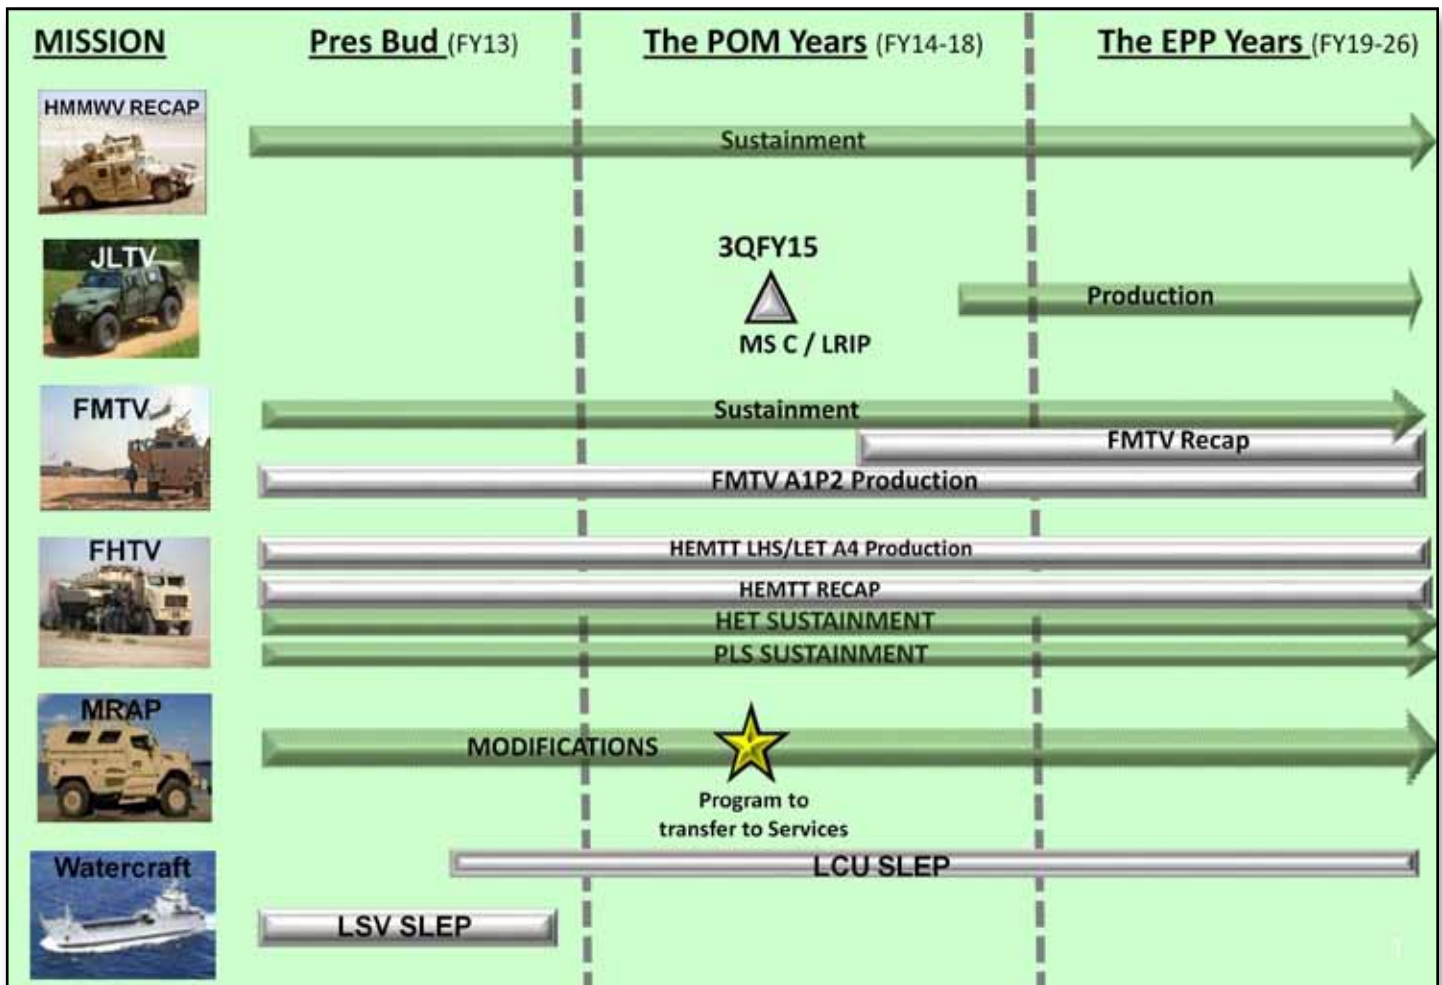 MISSION
Pres Bud (FY13)
The POM Years (FY14-18)
The EPP Years (FY19-26)
HMMWV RECAP
Sustainment
JLTV
3QFY15
MS C / LRIP
Production
FMTV
Sustainment
FMTV Recap
FMTV A1P2 Production
FHTV
HEMTT LHS/LET A4 Production
HEMTT RECAP
HET SUSTAINMENT
PLS SUSTAINMENT
MRAP
MODIFICATIONS
Program to
transfer to Services
Watercraft
LCU SLEP
LSV SLEP